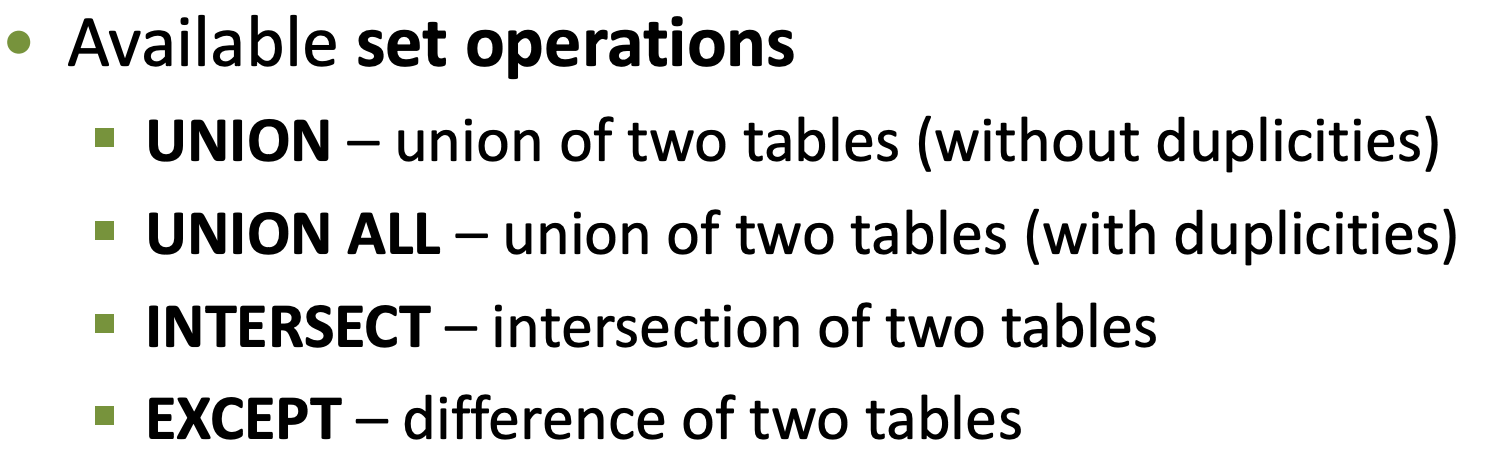 • Available set operations
▪ UNION – union of two tables (without duplicities)
▪ UNION ALL – union of two tables (with duplicities)
▪ INTERSECT – intersection of two tables
▪ EXCEPT – difference of two tables